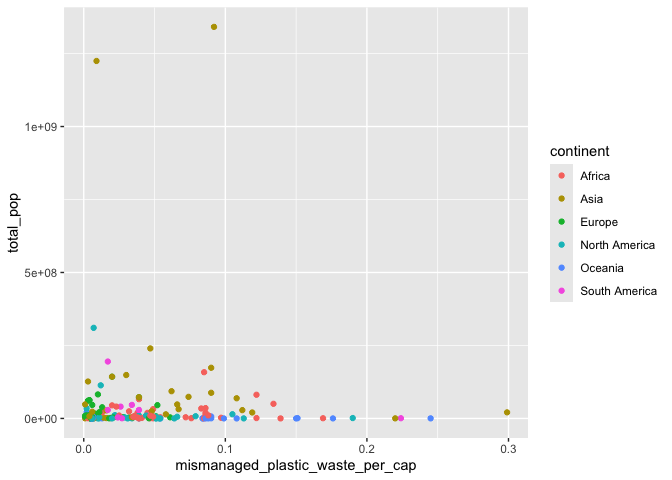 1e+09
5e+08
0e+00
total_pop
0.0
0.1
0.2
0.3
mismanaged_plastic_waste_per_cap
continent
Africa
Asia
Europe
North America
Oceania
South America